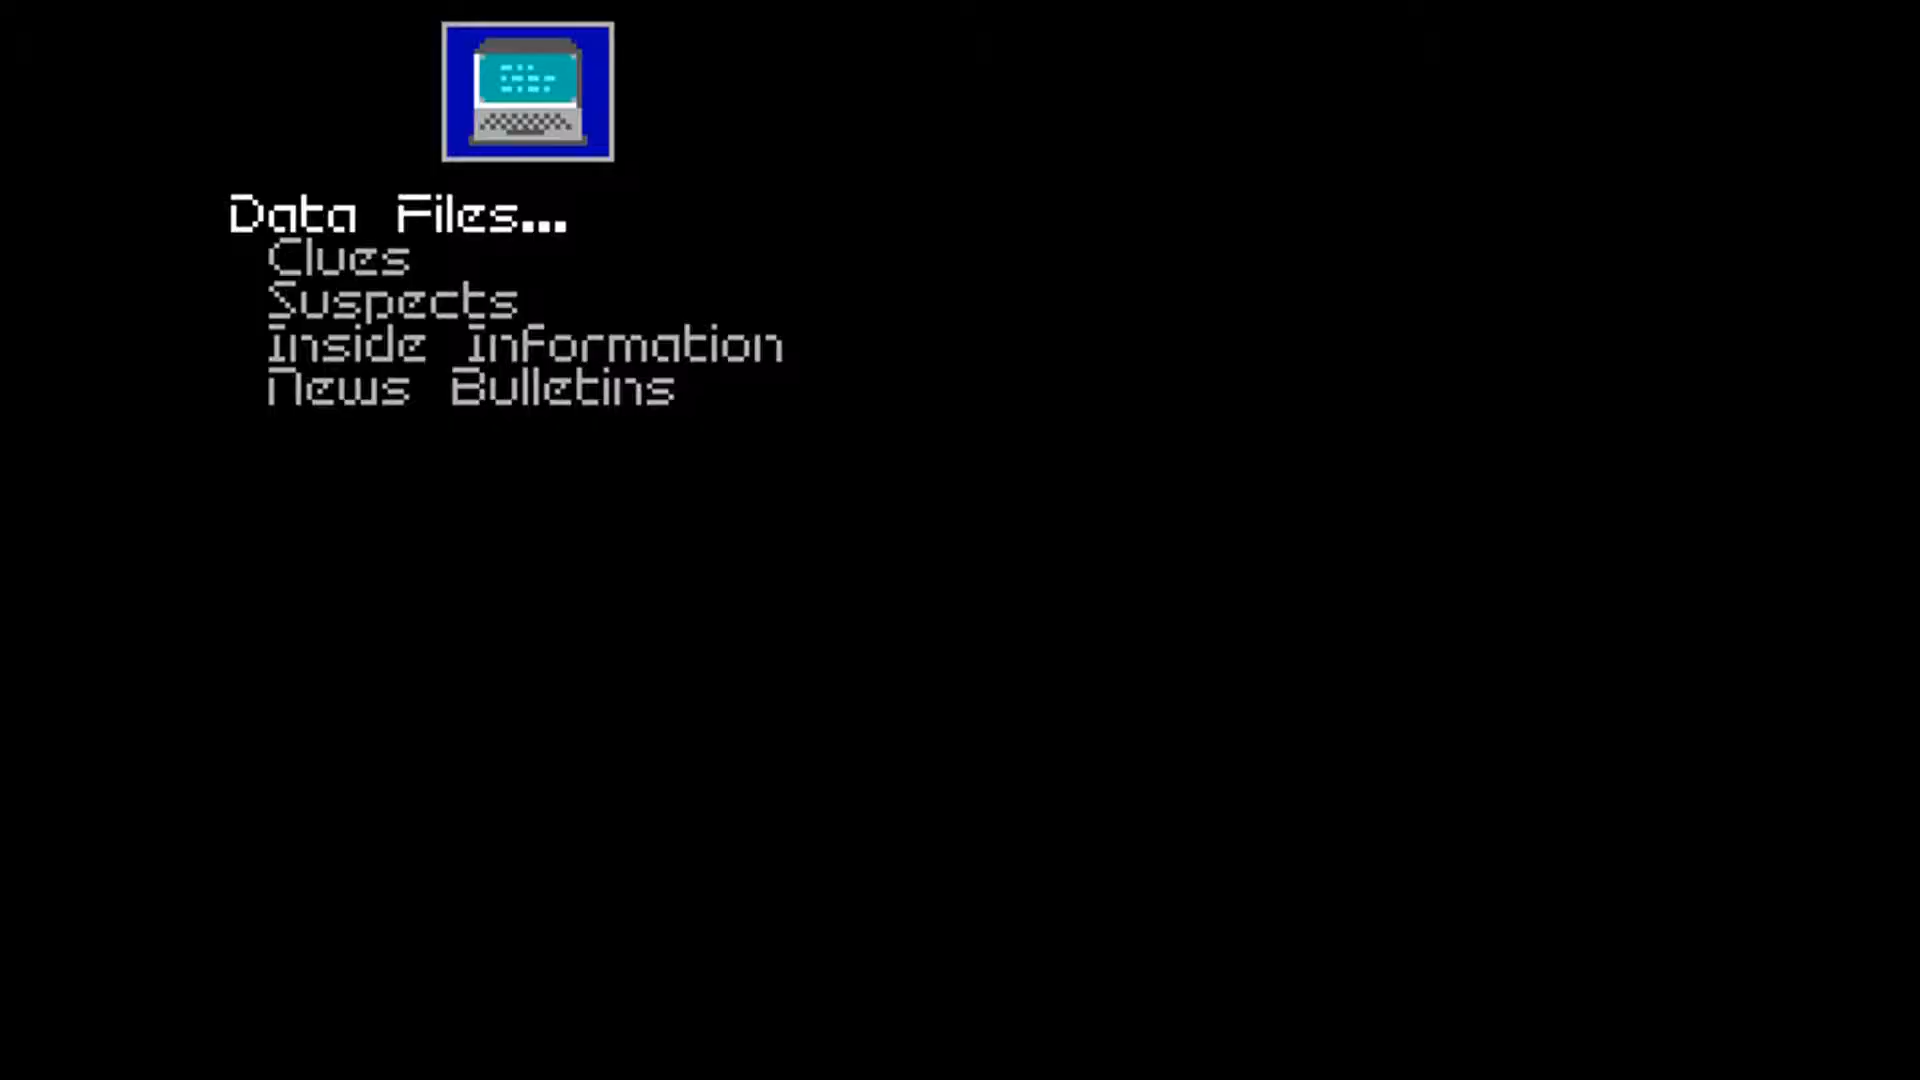 Data Files...
Clues
Suspects
Inside Information
News Bulletins